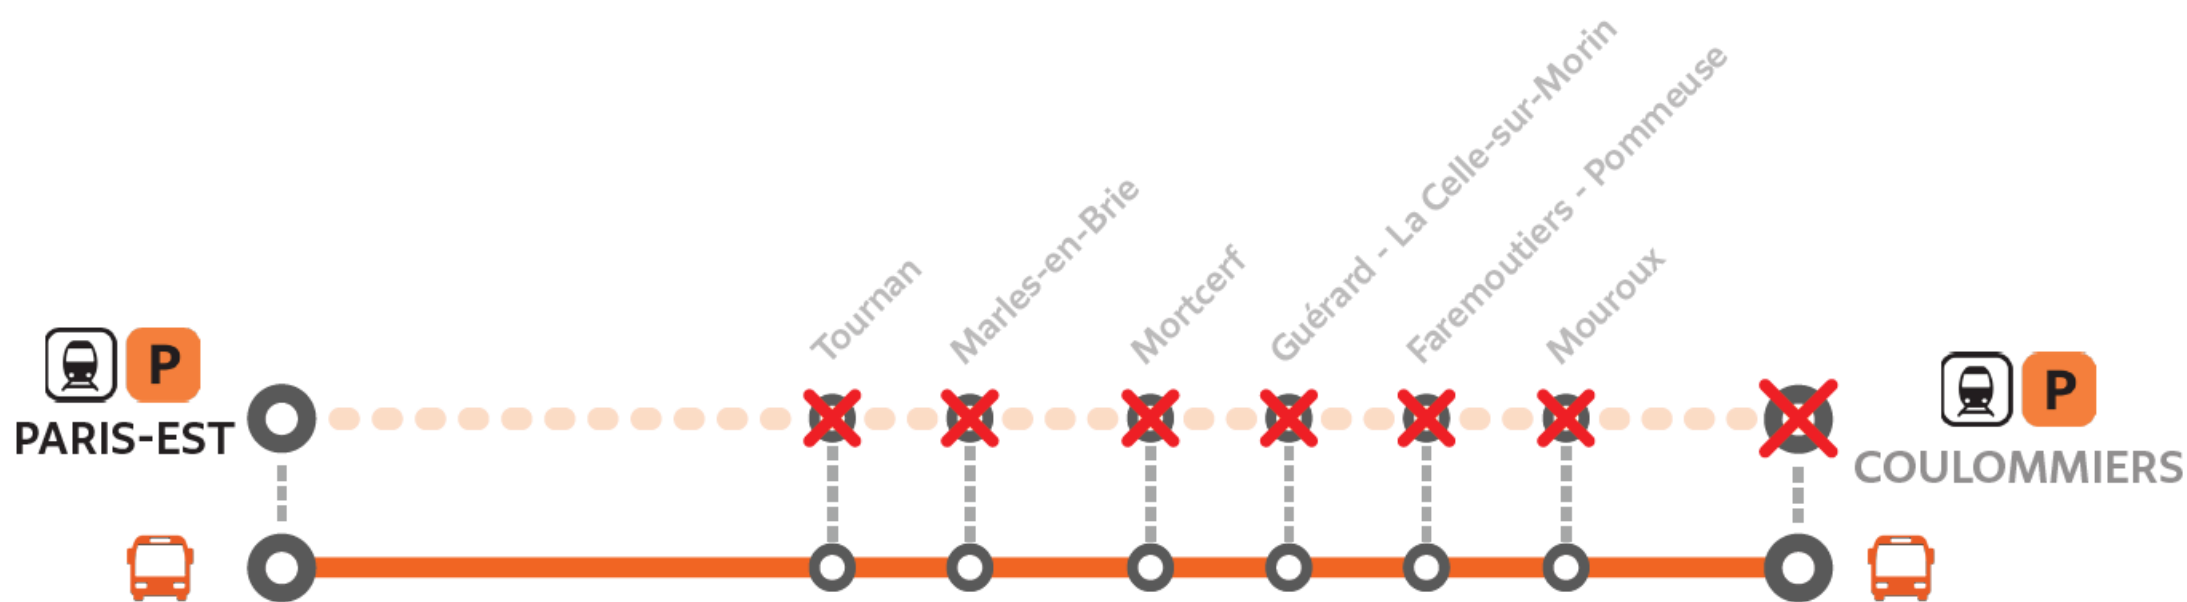 Tournan
Marles-en-Brie
Mortcerf
Guérard - La Celle-sur-Morin
Faremoutiers - Pommeuse
Mouroux
P
PARIS-EST
P
COULOMMIERS